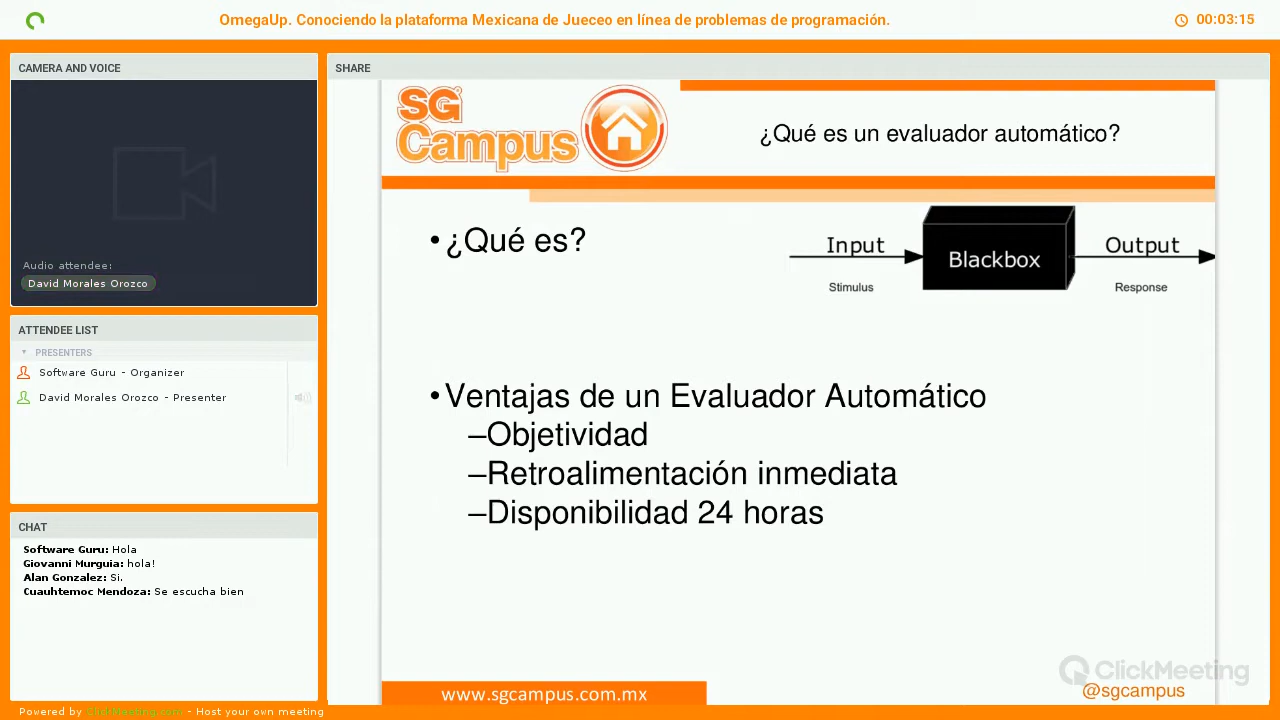 OmegaUp. Conociendo la plataforma Mexicana de Jueceo en línea de problemas de programación.
00:03:15
CAMERA AND VOICE
Audio attendee:
David Morales Orozco
ATTENDEE LIST
PRESENTERS
Software Guru - Organizer
David Morales Orozco - Presenter
CHAT
Software Guru: Hola
Giovanni Murguia: hola!
Alan Gonzalez: Si.
Cuauhtemoc Mendoza: Se escucha bien
Powered by ClickMeeting.com - Host your own meeting
SHARE
SG
Campus
¿Qué es un evaluador automático?
•¿Qué es?
Input
Stimulus
Blackbox
Output
Response
•Ventajas de un Evaluador Automático
–Objetividad
–Retroalimentación inmediata
–Disponibilidad 24 horas
www.sgcampus.com.mx
ClickMeeting
@sgcampus